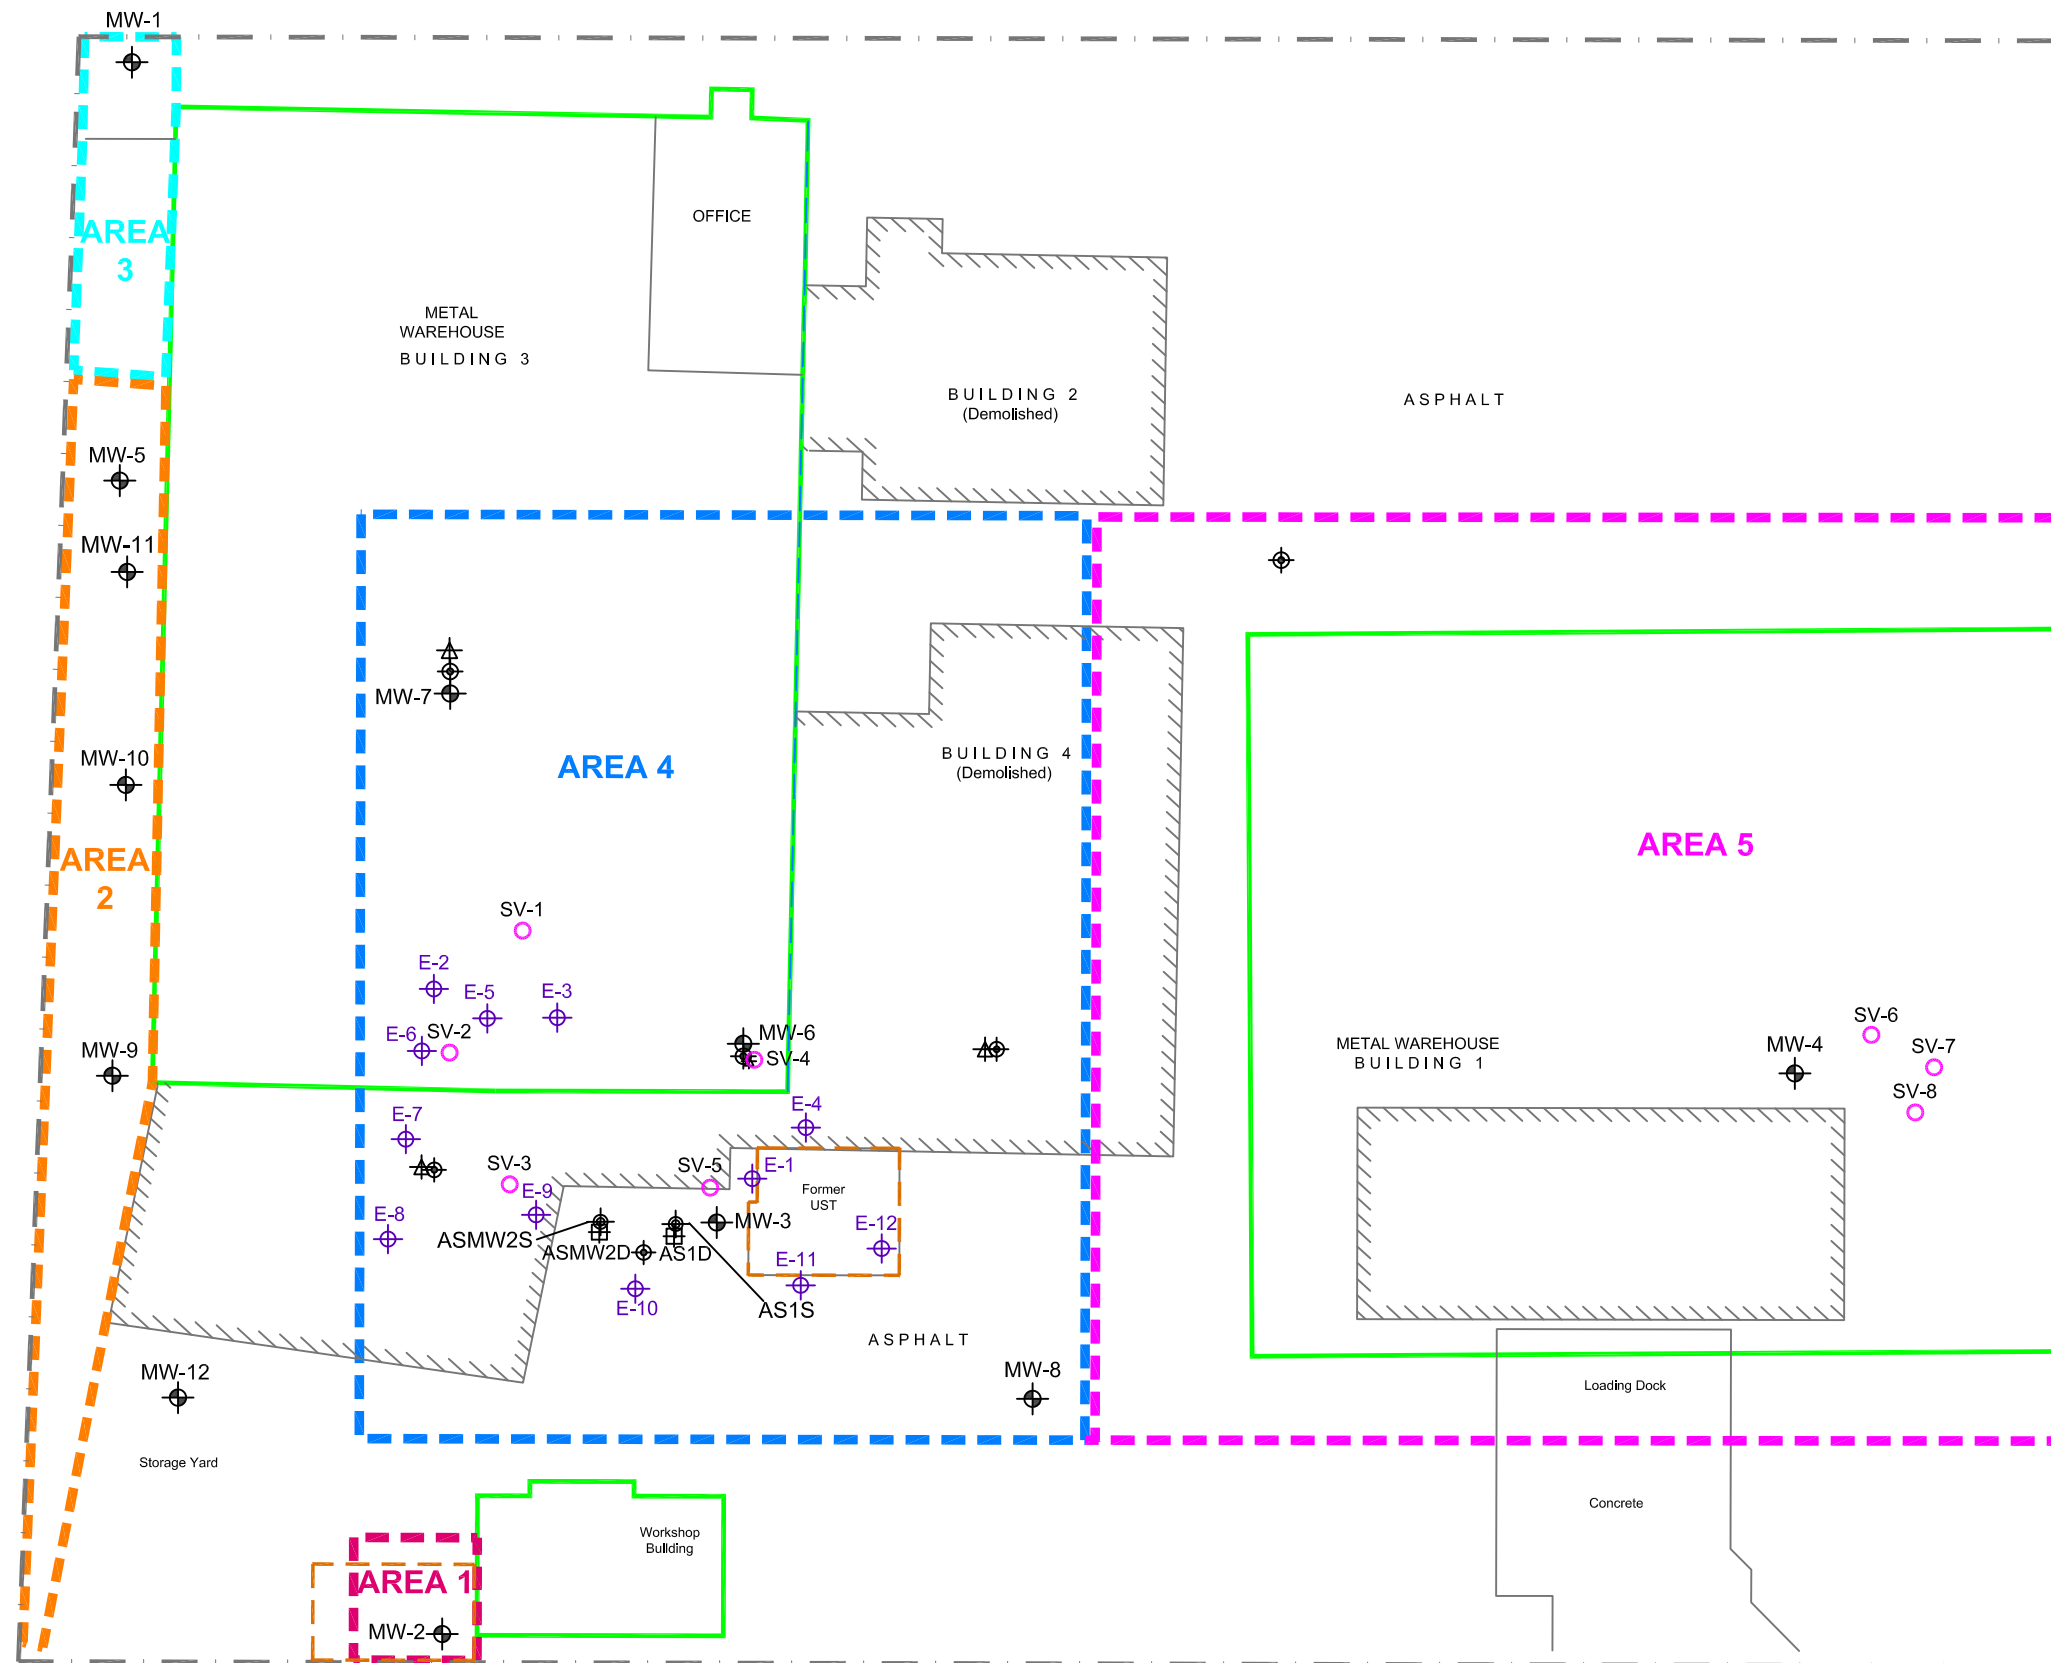 MW-1
OFFICE
AREA
3
METAL
WAREHOUSE
BUILDING 3
BUILDING 2
(Demolished)
ASPHALT
MW-5
MW-11
MW-7
MW-10
AREA 4
BUILDING 4
(Demolished)
AREA 5
AREA
2
SV-1
E-2
E-5
E-3
E-6
SV-2
MW-6
SV-4
MW-9
METAL WAREHOUSE
BUILDING 1
MW-4
SV-6
SV-7
SV-8
E-4
E-7
SV-3
SV-5
E-1
Former
UST
E-9
E-8
ASMW2S
ASMW2D
AS1D
MW-3
E-12
E-11
E-10
AS1S
ASPHALT
MW-12
MW-8
Loading Dock
Storage Yard
Concrete
Workshop
Building
AREA 1
MW-2